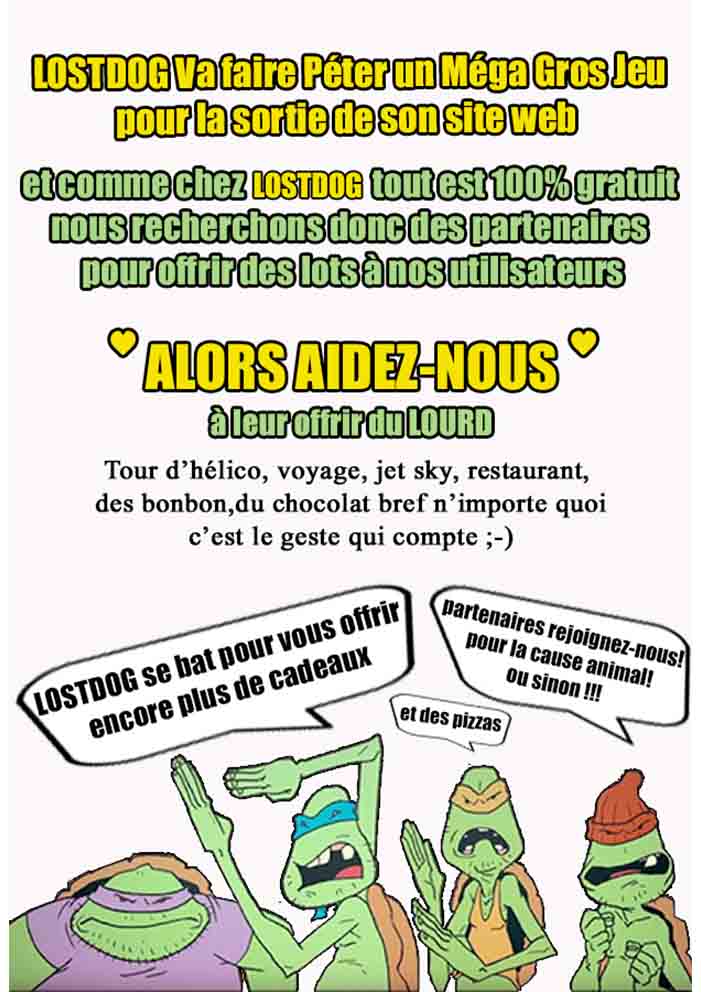 LOSTDOG Va faire Péter un Méga Gros Jeu
pour la sortie de son site web
et comme chez LOSTDOG tout est 100% gratuit
nous recherchons donc des partenaires
pour offrir des lots à nos utilisateurs
ALORS AIDEZ-NOUS
à leur offrir du LOURD
Tour d'hélico, voyage, jet sky, restaurant,
des bonbon,du chocolat bref n'importe quoi
c'est le geste qui compte ;-)
LOSTDOG se bat pour vous offrir
encore plus de cadeaux
partenaires rejoignez-nous!
pour la cause animal!
ou sinon !!!
et des pizzas